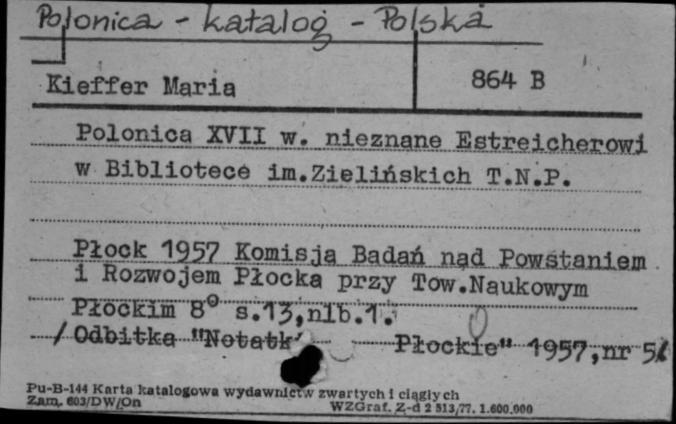 Polonica - katalog - Polska
Kieffer Maria
864 B
Polonica XVII w. nieznane Estreicherowi
w Bibliotece im.Zielińskich T.N.P.
Płock 1957 Komisja Badań nad Powstaniem
i Rozwojem Płocka przy Tow.Naukowym
Płockim 8° s.13,nlb.1.
/Odbitka "Notatk Płockie" 1957,nr 5/
Pu-B-144 Karta katalogowa wydawnictw zwartych i ciągłych
Zam. 603/DW/On
WZGraf. Z-d 2 513/77. 1.600.000